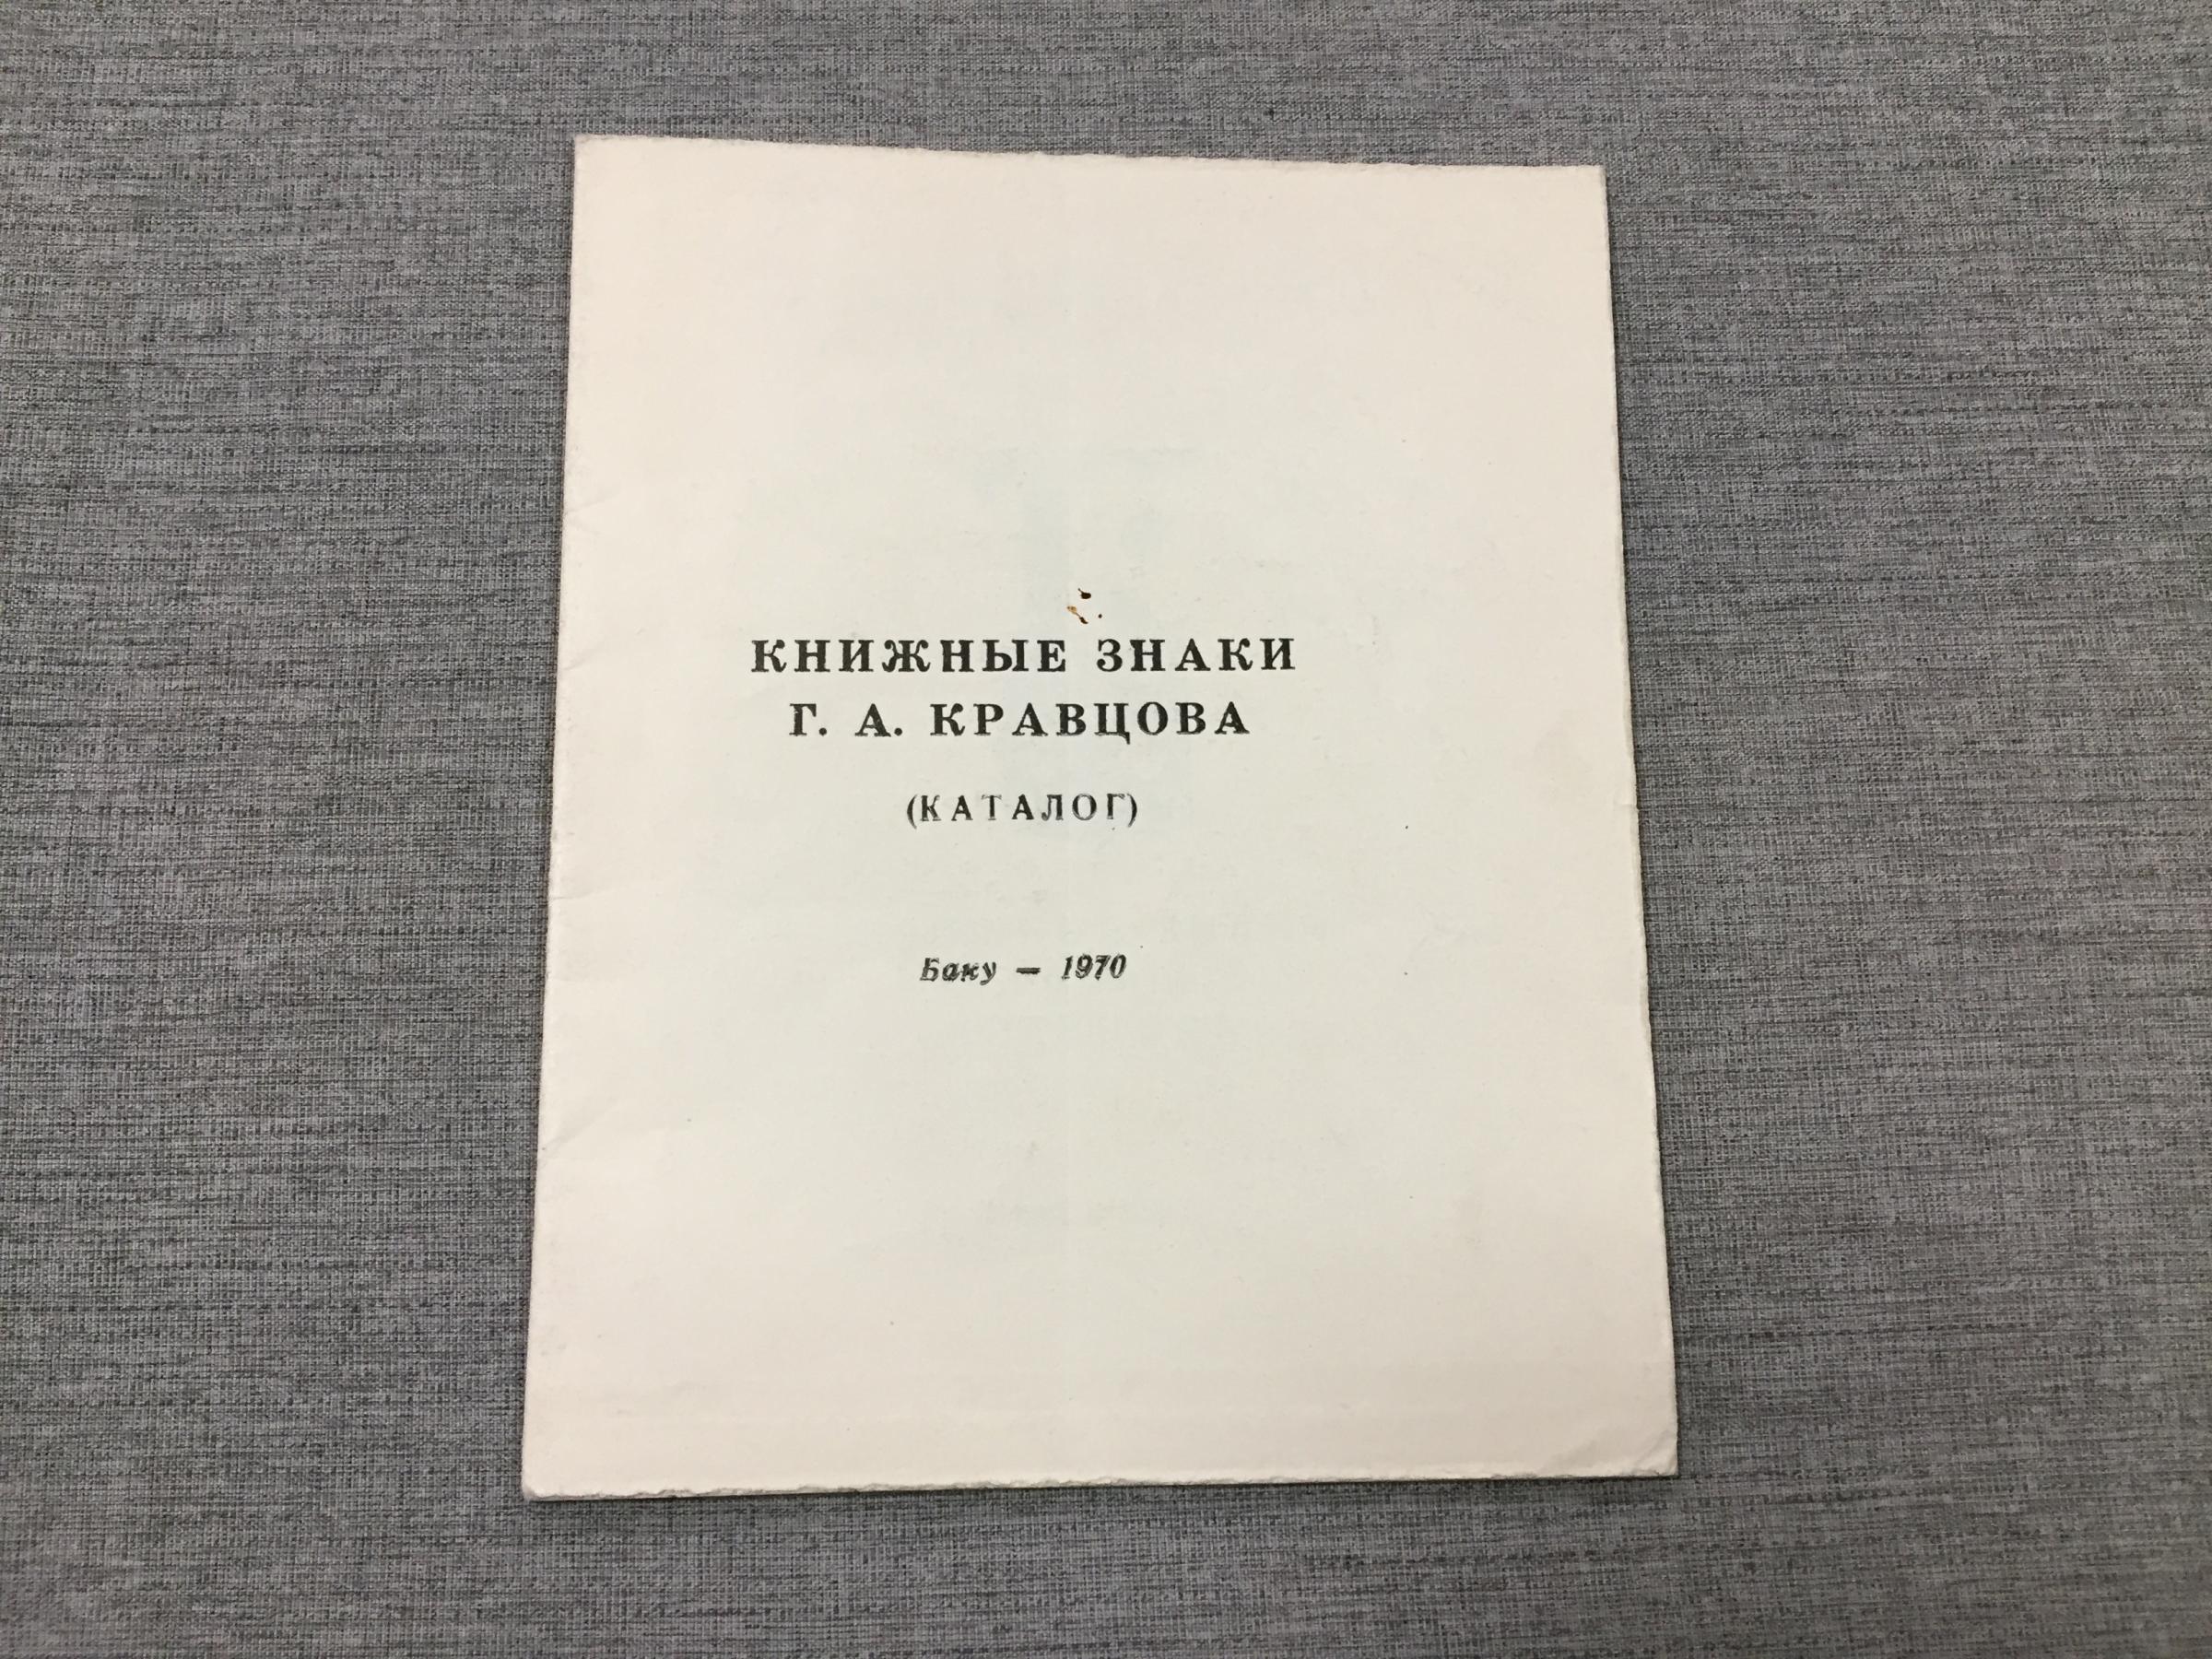 КНИЖНЫЕ ЗНАКИ
Г. А. КРАВЦОВА
(КАТАЛОГ)
Баку — 1970